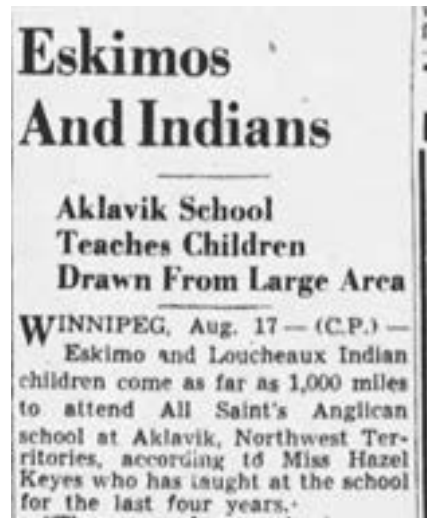 Eskimos
And Indians
Aklavik School
Teaches Children
Drawn From Large Area
WINNIPEG, Aug. 17 — (C.P.) —
Eskimo and Loucheaux Indian
children come as far as 1,000 miles
to attend All Saint's Anglican
school at Aklavik, Northwest Ter-
ritories, according to Miss Hazel
Keyes who has taught at the school
for the last four years.